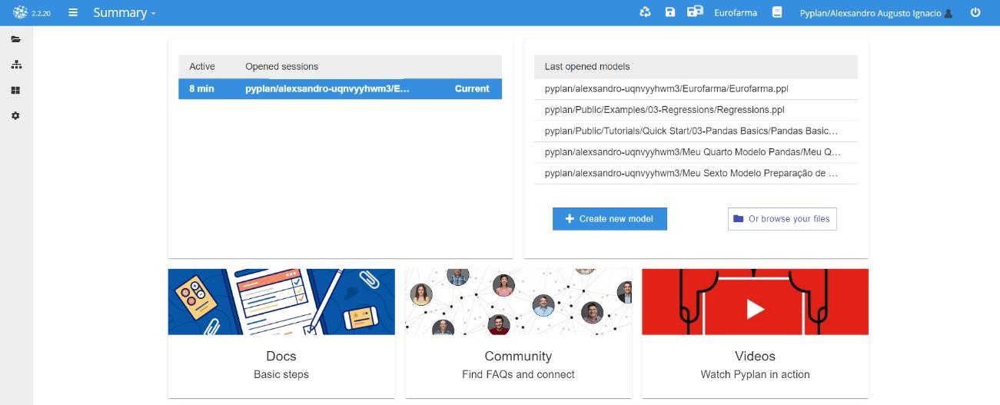 2.2.20 Summary Eurofarma Pyplan/Alexsandro Augusto Ignacio
Active Opened sessions
8 min pyplan/alexsandro-uqnvyyhwm3/E... Current
Last opened models
pyplan/alexsandro-uqnvyyhwm3/Eurofarma/Eurofarma.ppl
pyplan/Public/Examples/03-Regressions/Regressions.ppl
pyplan/Public/Tutorials/Quick Start/03-Pandas Basics/Pandas Basic...
pyplan/alexsandro-uqnvyyhwm3/Meu Quarto Modelo Pandas/Meu Q...
pyplan/alexsandro-uqnvyyhwm3/Meu Sexto Modelo Preparação de ...
Create new model Or browse your files
Docs
Basic steps
Community
Find FAQs and connect
Videos
Watch Pyplan in action